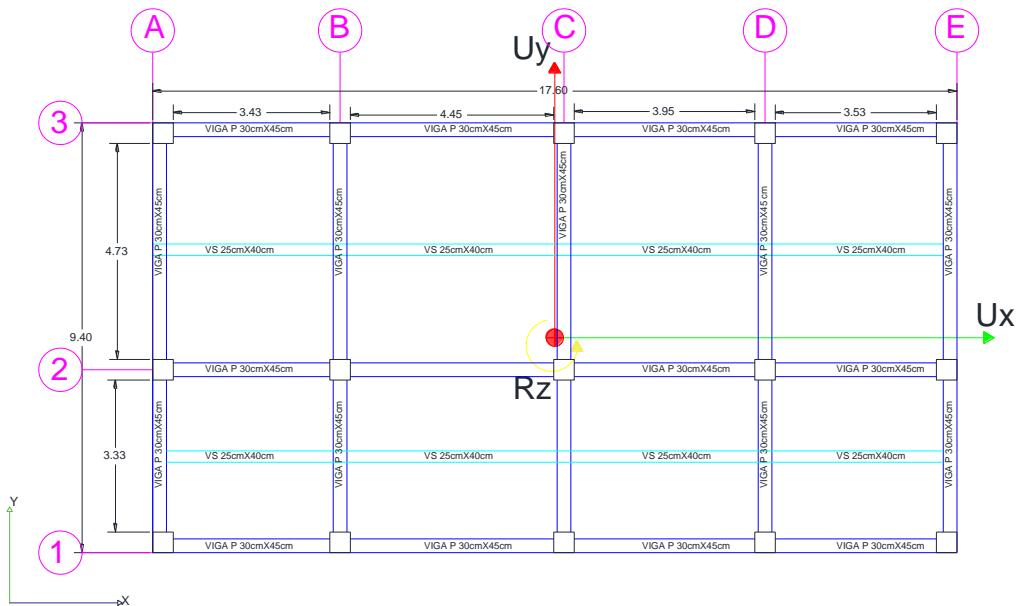 A B C D E
Uy
17.60
3.43 4.45 3.95 3.53
3
VIGA P 30cmX45cm VIGA P 30cmX45cm VIGA P 30cmX45cm VIGA P 30cmX45cm
VIGA P 30cmX45cm VIGA P 30cmX45cm VIGA P 30cmX45cm VIGA P 30cmX45cm VIGA P 30cmX45cm
4.73
VS 25cmX40cm VS 25cmX40cm VS 25cmX40cm VS 25cmX40cm
Ux
9.40
2
VIGA P 30cmX45cm VIGA P 30cmX45cm VIGA P 30cmX45cm
Rz
VIGA P 30cmX45cm VIGA P 30cmX45cm VIGA P 30cmX45cm VIGA P 30cmX45cm
3.33
VS 25cmX40cm VS 25cmX40cm VS 25cmX40cm VS 25cmX40cm
Y
1
VIGA P 30cmX45cm VIGA P 30cmX45cm VIGA P 30cmX45cm VIGA P 30cmX45cm
X